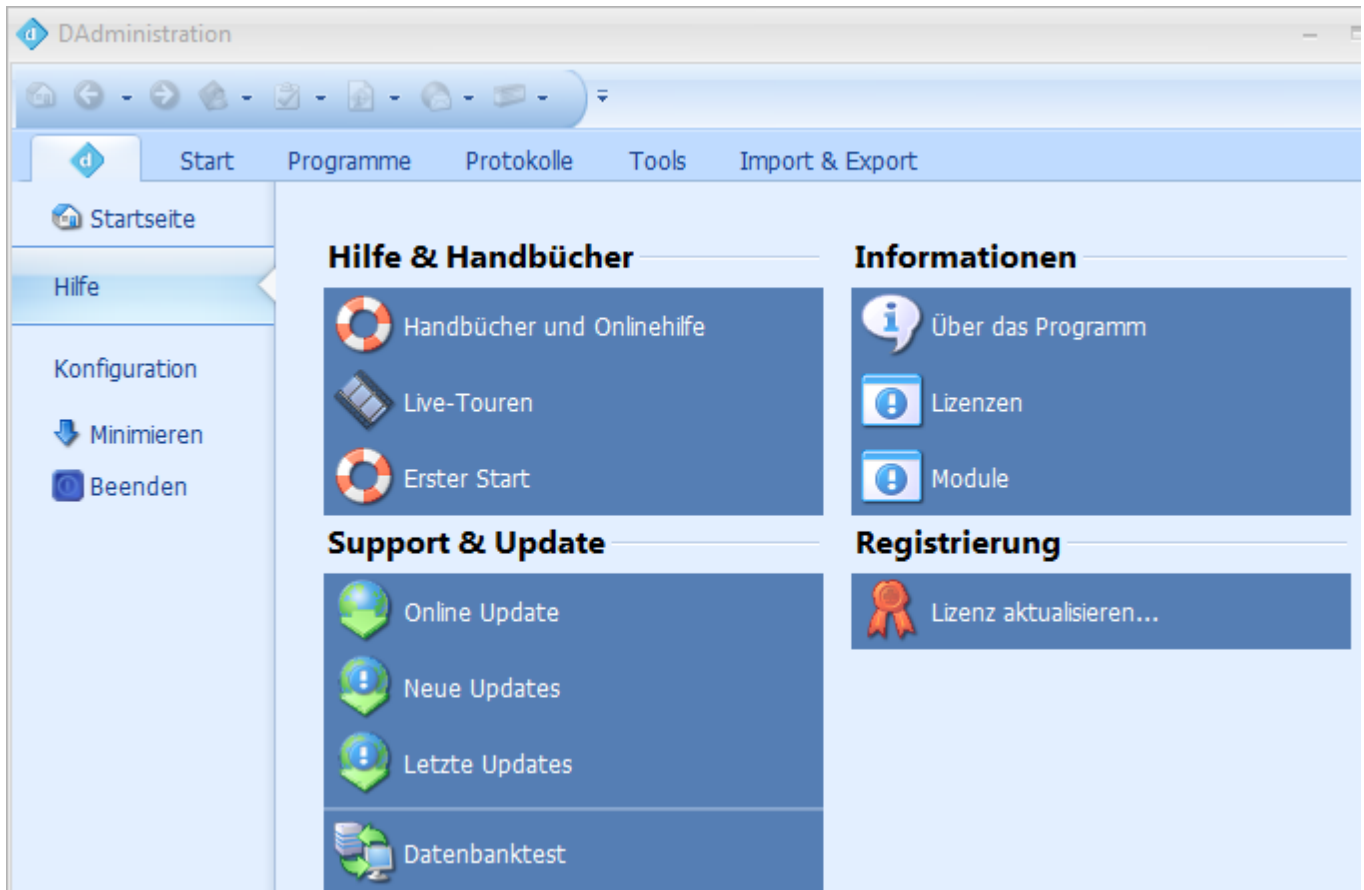 DAdministration
Start Programme Protokolle Tools Import & Export
Startseite
Hilfe
Konfiguration
Minimieren
Beenden
Hilfe & Handbücher
Handbücher und Onlinehilfe
Live-Touren
Erster Start
Support & Update
Online Update
Neue Updates
Letzte Updates
Datenbanktest
Informationen
Über das Programm
Lizenzen
Module
Registrierung
Lizenz aktualisieren...